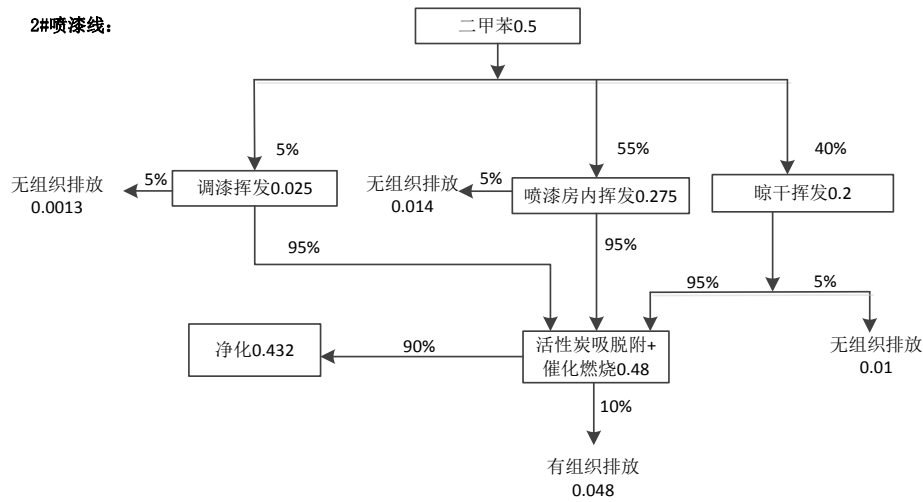 2#喷漆线：
二甲苯0.5
5%
55%
40%
无组织排放
0.0013
5%
调漆挥发0.025
无组织排放
0.014
5%
喷漆房内挥发0.275
晾干挥发0.2
95%
95%
95%
5%
净化0.432
90%
活性炭吸脱附+
催化燃烧0.48
无组织排放
0.01
10%
有组织排放
0.048